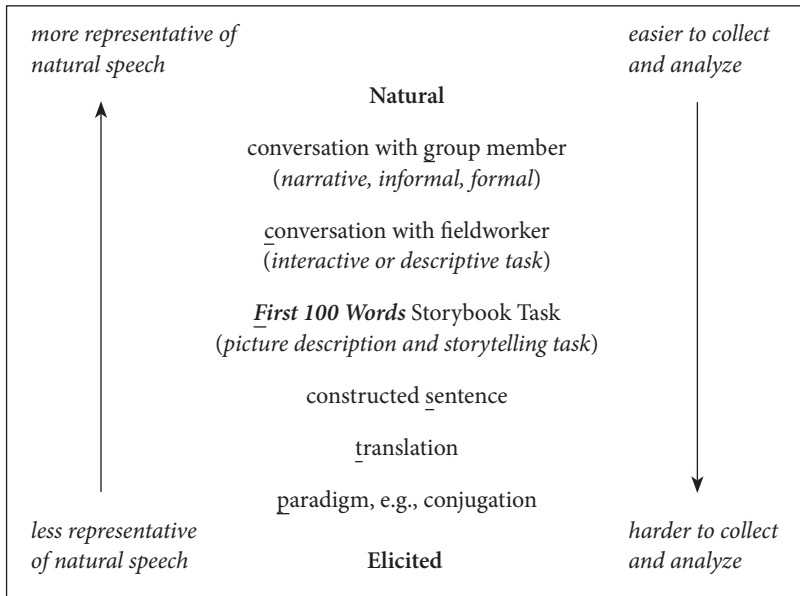 more representative of
natural speech
easier to collect
and analyze
Natural
conversation with group member
(narrative, informal, formal)
conversation with fieldworker
(interactive or descriptive task)
First 100 Words Storybook Task
(picture description and storytelling task)
constructed sentence
translation
paradigm, e.g., conjugation
less representative
of natural speech
harder to collect
and analyze
Elicited